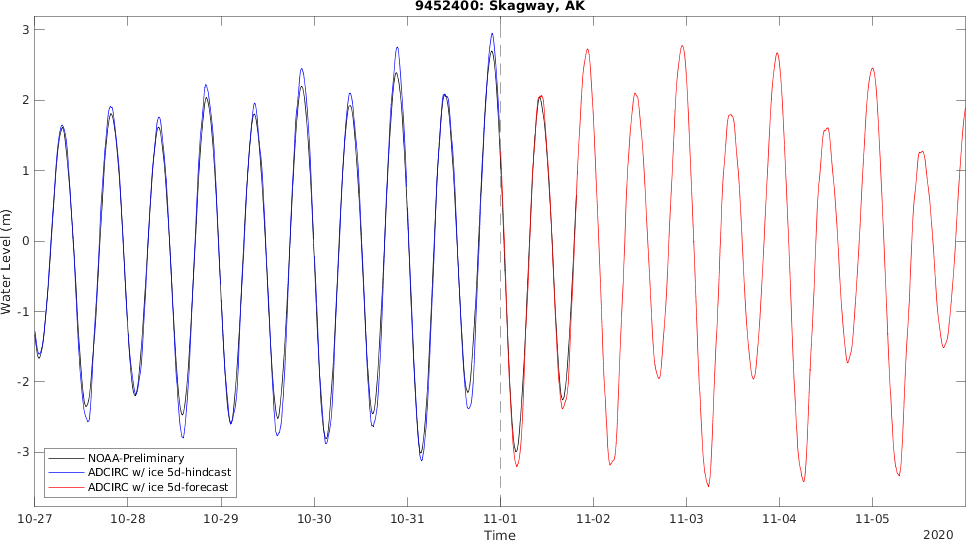 9452400: Skagway, AK
3
2
1
0
-1
-2
-3
Water Level (m)
NOAA-Preliminary
ADCIRC w/ ice 5d-hindcast
ADCIRC w/ ice 5d-forecast
10-27 10-28 10-29 10-30 10-31 11-01 11-02 11-03 11-04 11-05
Time
2020